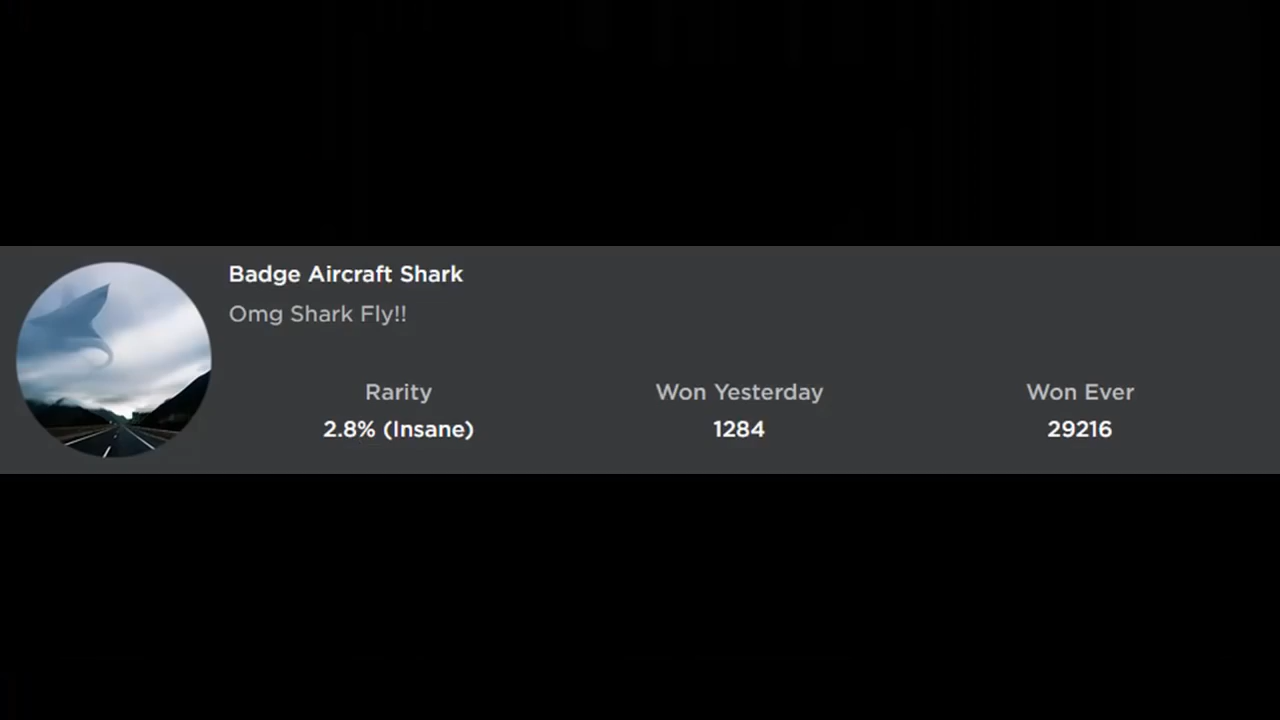 Badge Aircraft Shark
Omg Shark Fly!!
Rarity Won Yesterday Won Ever
2.8% (Insane) 1284 29216